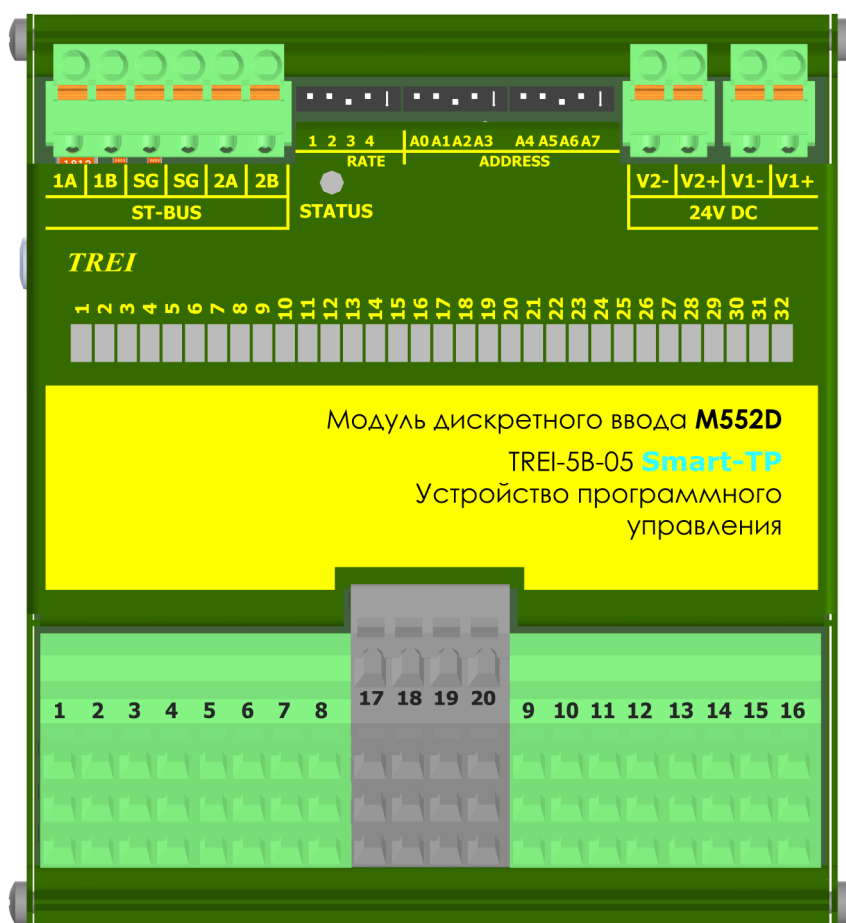 1 2 3 4 A0 A1 A2 A3 A4 A5 A6 A7
RATE ADDRESS
1A 1B SG SG 2A 2B
ST-BUS
STATUS
V2- V2+ V1- V1+
24V DC
TREI
1 2 3 4 5 6 7 8 9 10 11 12 13 14 15 16 17 18 19 20 21 22 23 24 25 26 27 28 29 30 31 32
Модуль дискретного ввода M552D
TREI-5B-05 Smart-TP
Устройство программного
управления
1 2 3 4 5 6 7 8 17 18 19 20 9 10 11 12 13 14 15 16